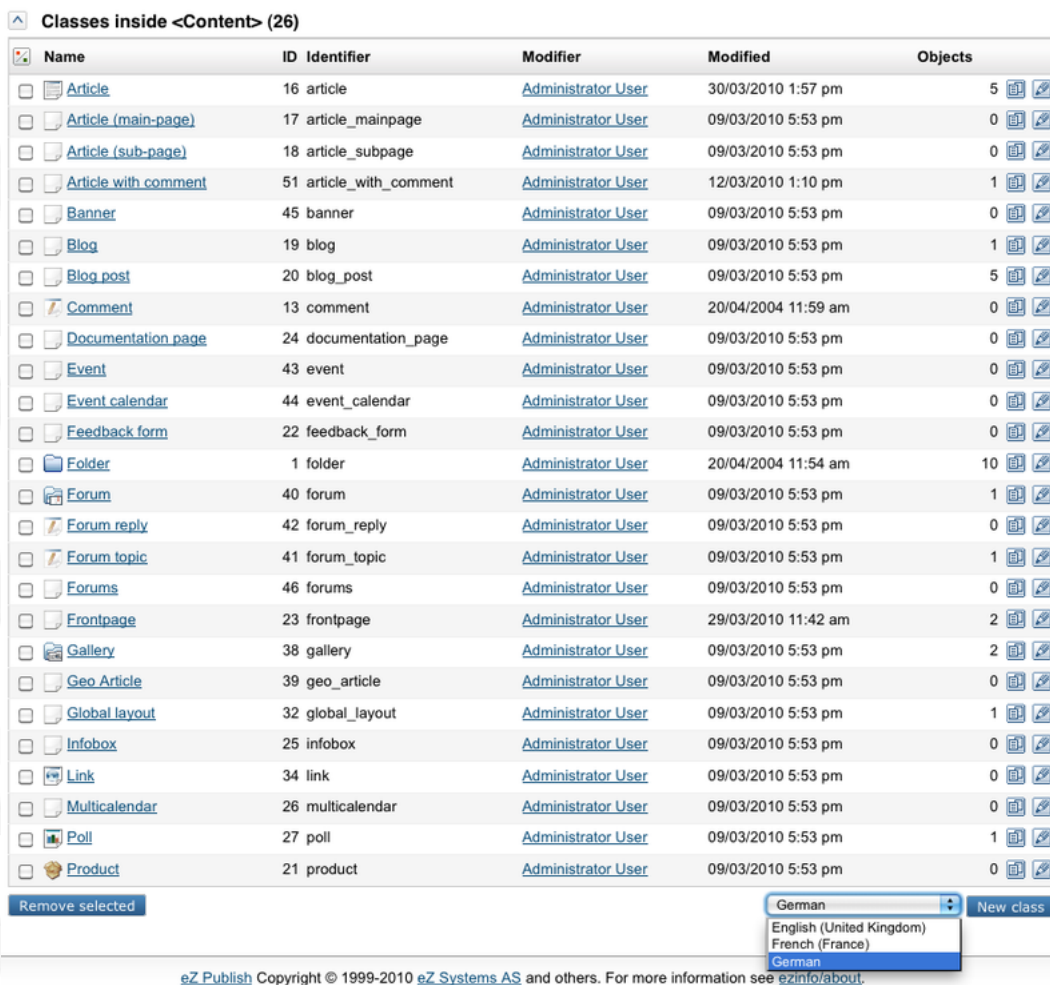 Classes inside <Content> (26)
Name ID Identifier Modifier Modified Objects
Article 16 article Administrator User 30/03/2010 1:57 pm 5
Article (main-page) 17 article_mainpage Administrator User 09/03/2010 5:53 pm 0
Article (sub-page) 18 article_subpage Administrator User 09/03/2010 5:53 pm 0
Article with comment 51 article_with_comment Administrator User 12/03/2010 1:10 pm 1
Banner 45 banner Administrator User 09/03/2010 5:53 pm 0
Blog 19 blog Administrator User 09/03/2010 5:53 pm 1
Blog post 20 blog_post Administrator User 09/03/2010 5:53 pm 5
Comment 13 comment Administrator User 20/04/2004 11:59 am 0
Documentation page 24 documentation_page Administrator User 09/03/2010 5:53 pm 0
Event 43 event Administrator User 09/03/2010 5:53 pm 0
Event calendar 44 event_calendar Administrator User 09/03/2010 5:53 pm 0
Feedback form 22 feedback_form Administrator User 09/03/2010 5:53 pm 0
Folder 1 folder Administrator User 20/04/2004 11:54 am 10
Forum 40 forum Administrator User 09/03/2010 5:53 pm 1
Forum reply 42 forum_reply Administrator User 09/03/2010 5:53 pm 0
Forum topic 41 forum_topic Administrator User 09/03/2010 5:53 pm 1
Forums 46 forums Administrator User 09/03/2010 5:53 pm 0
Frontpage 23 frontpage Administrator User 29/03/2010 11:42 am 2
Gallery 38 gallery Administrator User 09/03/2010 5:53 pm 2
Geo Article 39 geo_article Administrator User 09/03/2010 5:53 pm 0
Global layout 32 global_layout Administrator User 09/03/2010 5:53 pm 1
Infobox 25 infobox Administrator User 09/03/2010 5:53 pm 0
Link 34 link Administrator User 09/03/2010 5:53 pm 0
Multicalendar 26 multicalendar Administrator User 09/03/2010 5:53 pm 0
Poll 27 poll Administrator User 09/03/2010 5:53 pm 1
Product 21 product Administrator User 09/03/2010 5:53 pm 0
Remove selected German New class
English (United Kingdom)
French (France)
German
eZ Publish Copyright © 1999-2010 eZ Systems AS and others. For more information see ezinfo/about.